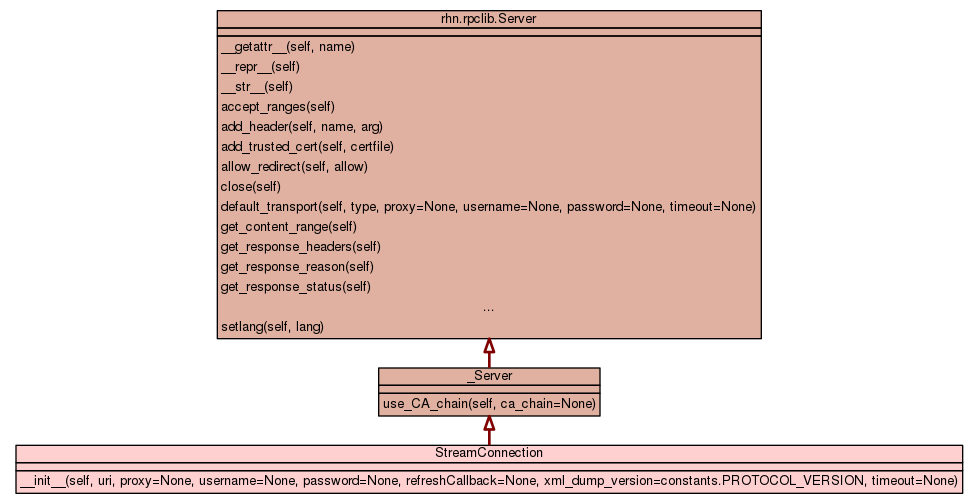 rhn.rpclib.Server
__getattr__(self, name)
__repr__(self)
__str__(self)
accept_ranges(self)
add_header(self, name, arg)
add_trusted_cert(self, certfile)
allow_redirect(self, allow)
close(self)
default_transport(self, type, proxy=None, username=None, password=None, timeout=None)
get_content_range(self)
get_response_headers(self)
get_response_reason(self)
get_response_status(self)
...
setlang(self, lang)
_Server
use_CA_chain(self, ca_chain=None)
StreamConnection
__init__(self, uri, proxy=None, username=None, password=None, refreshCallback=None, xml_dump_version=constants.PROTOCOL_VERSION, timeout=None)